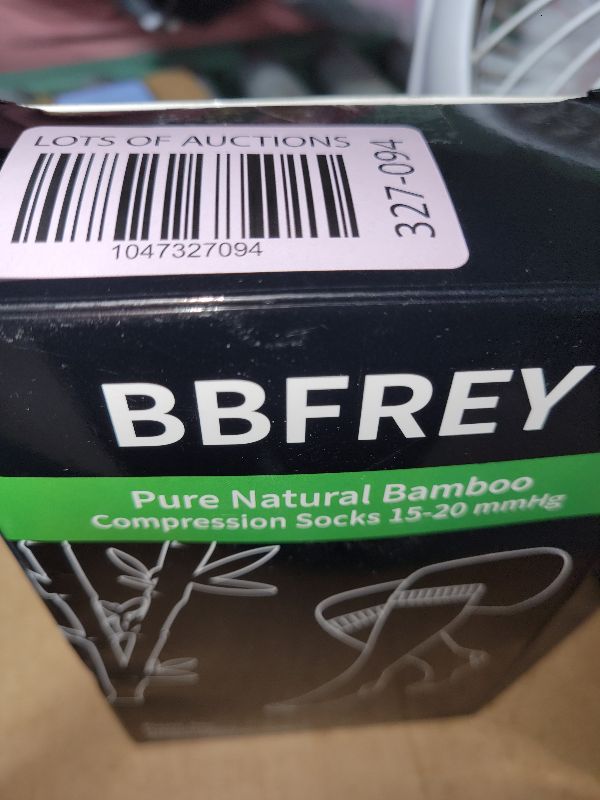 LOTS OF AUCTIONS
327-094
1047327094
BBFREY
Pure Natural Bamboo
Compression Socks 15-20 mmHg